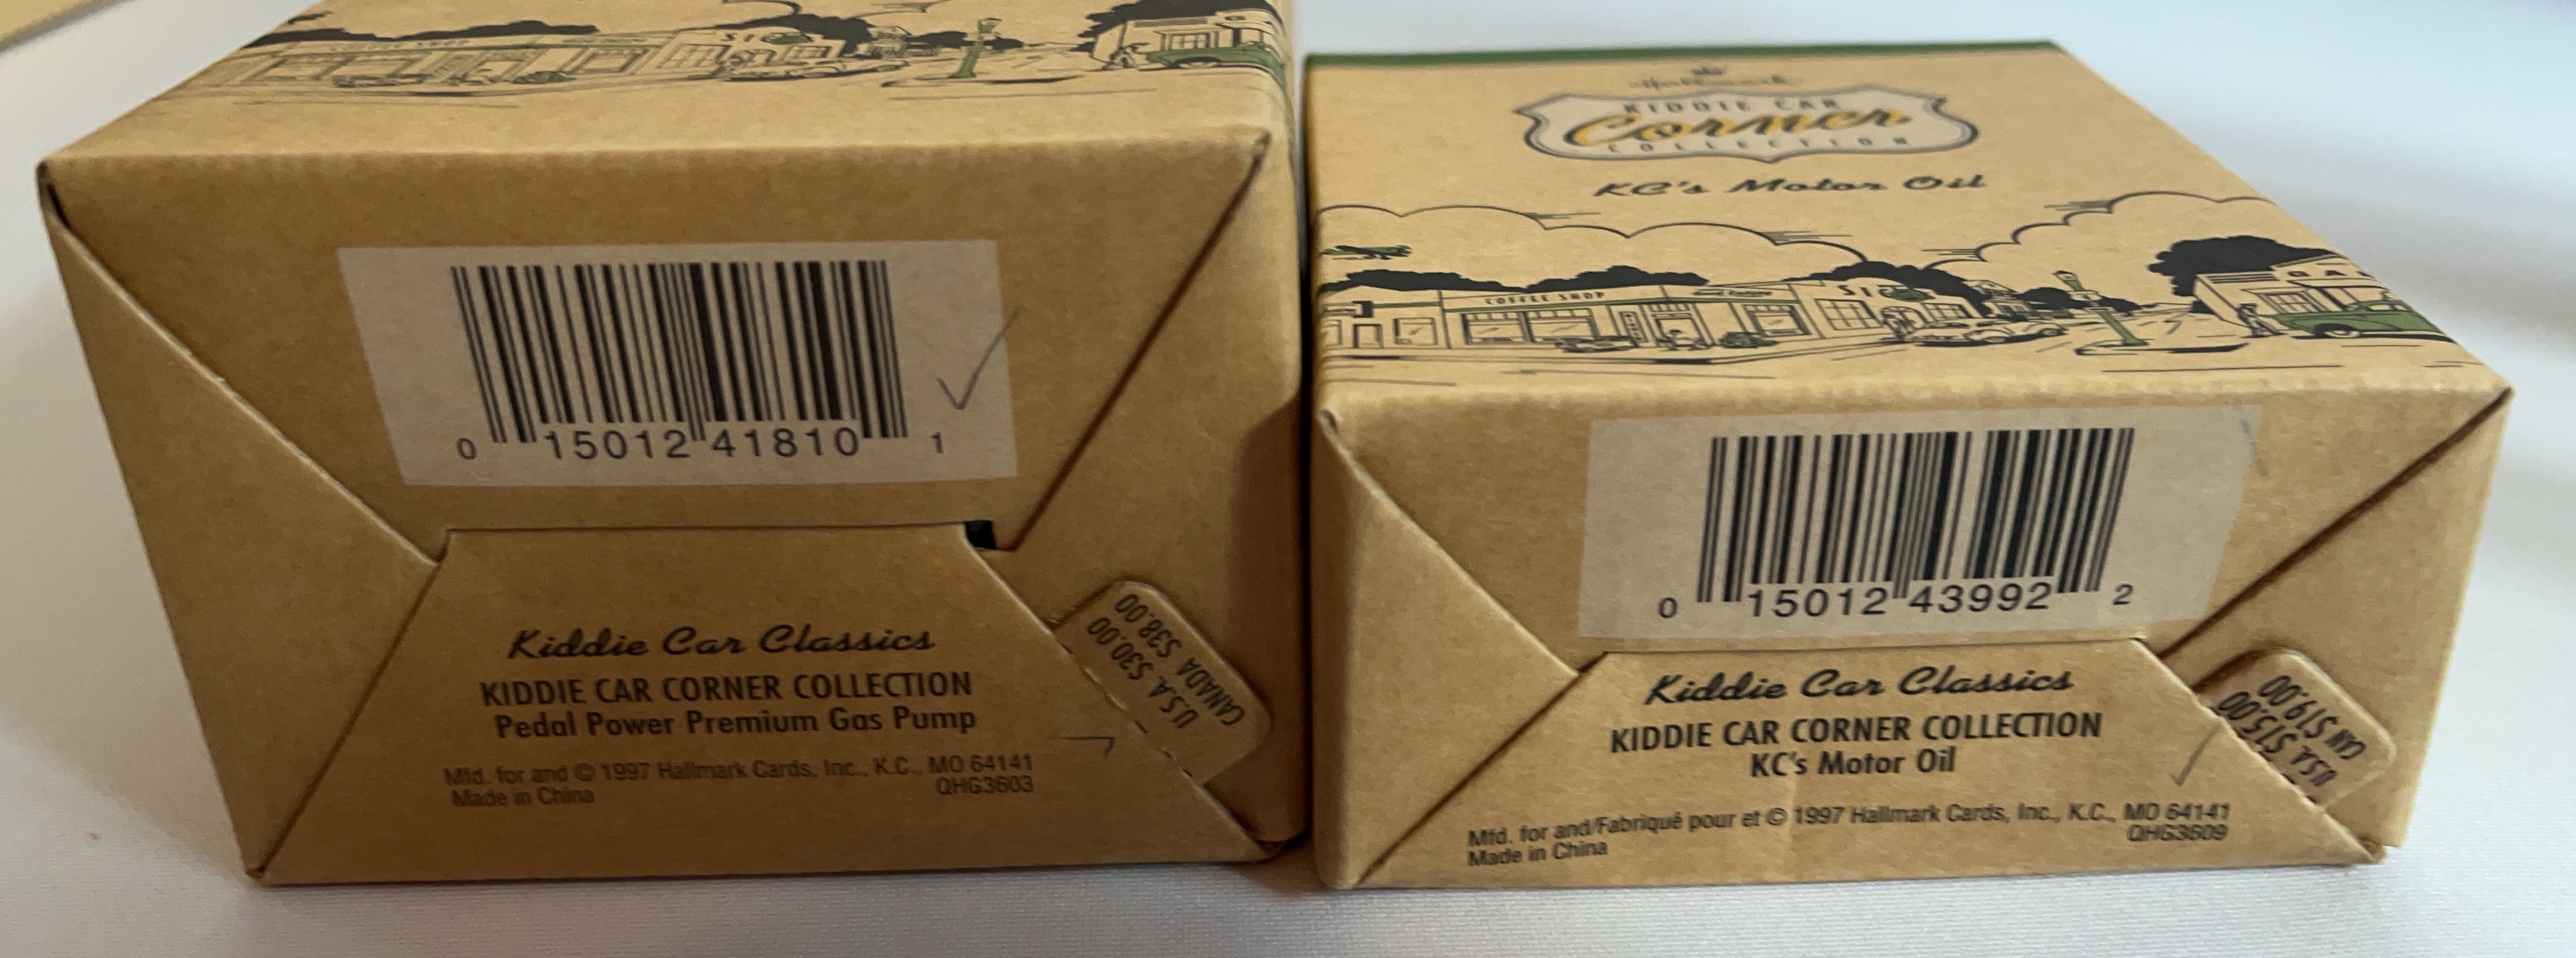 COFFEE SHOP
0 15012 41810 1
Kiddie Car Classics
KIDDIE CAR CORNER COLLECTION
Pedal Power Premium Gas Pump
Mfd. for and © 1997 Hallmark Cards, Inc., K.C., MO 64141
QHG3603
Made in China
U.S.A. $30.00
CANADA $38.00
Hallmark
KIDDIE CAR
Corner
COLLECTION
KC's Motor Oil
COFFEE SHOP
0 15012 43992 2
Kiddie Car Classics
KIDDIE CAR CORNER COLLECTION
KC's Motor Oil
Mfd. for and/Fabriqué pour et © 1997 Hallmark Cards, Inc., K.C., MO 64141
QHG3609
Made in China
U.S.A. $15.00
CAN $19.00